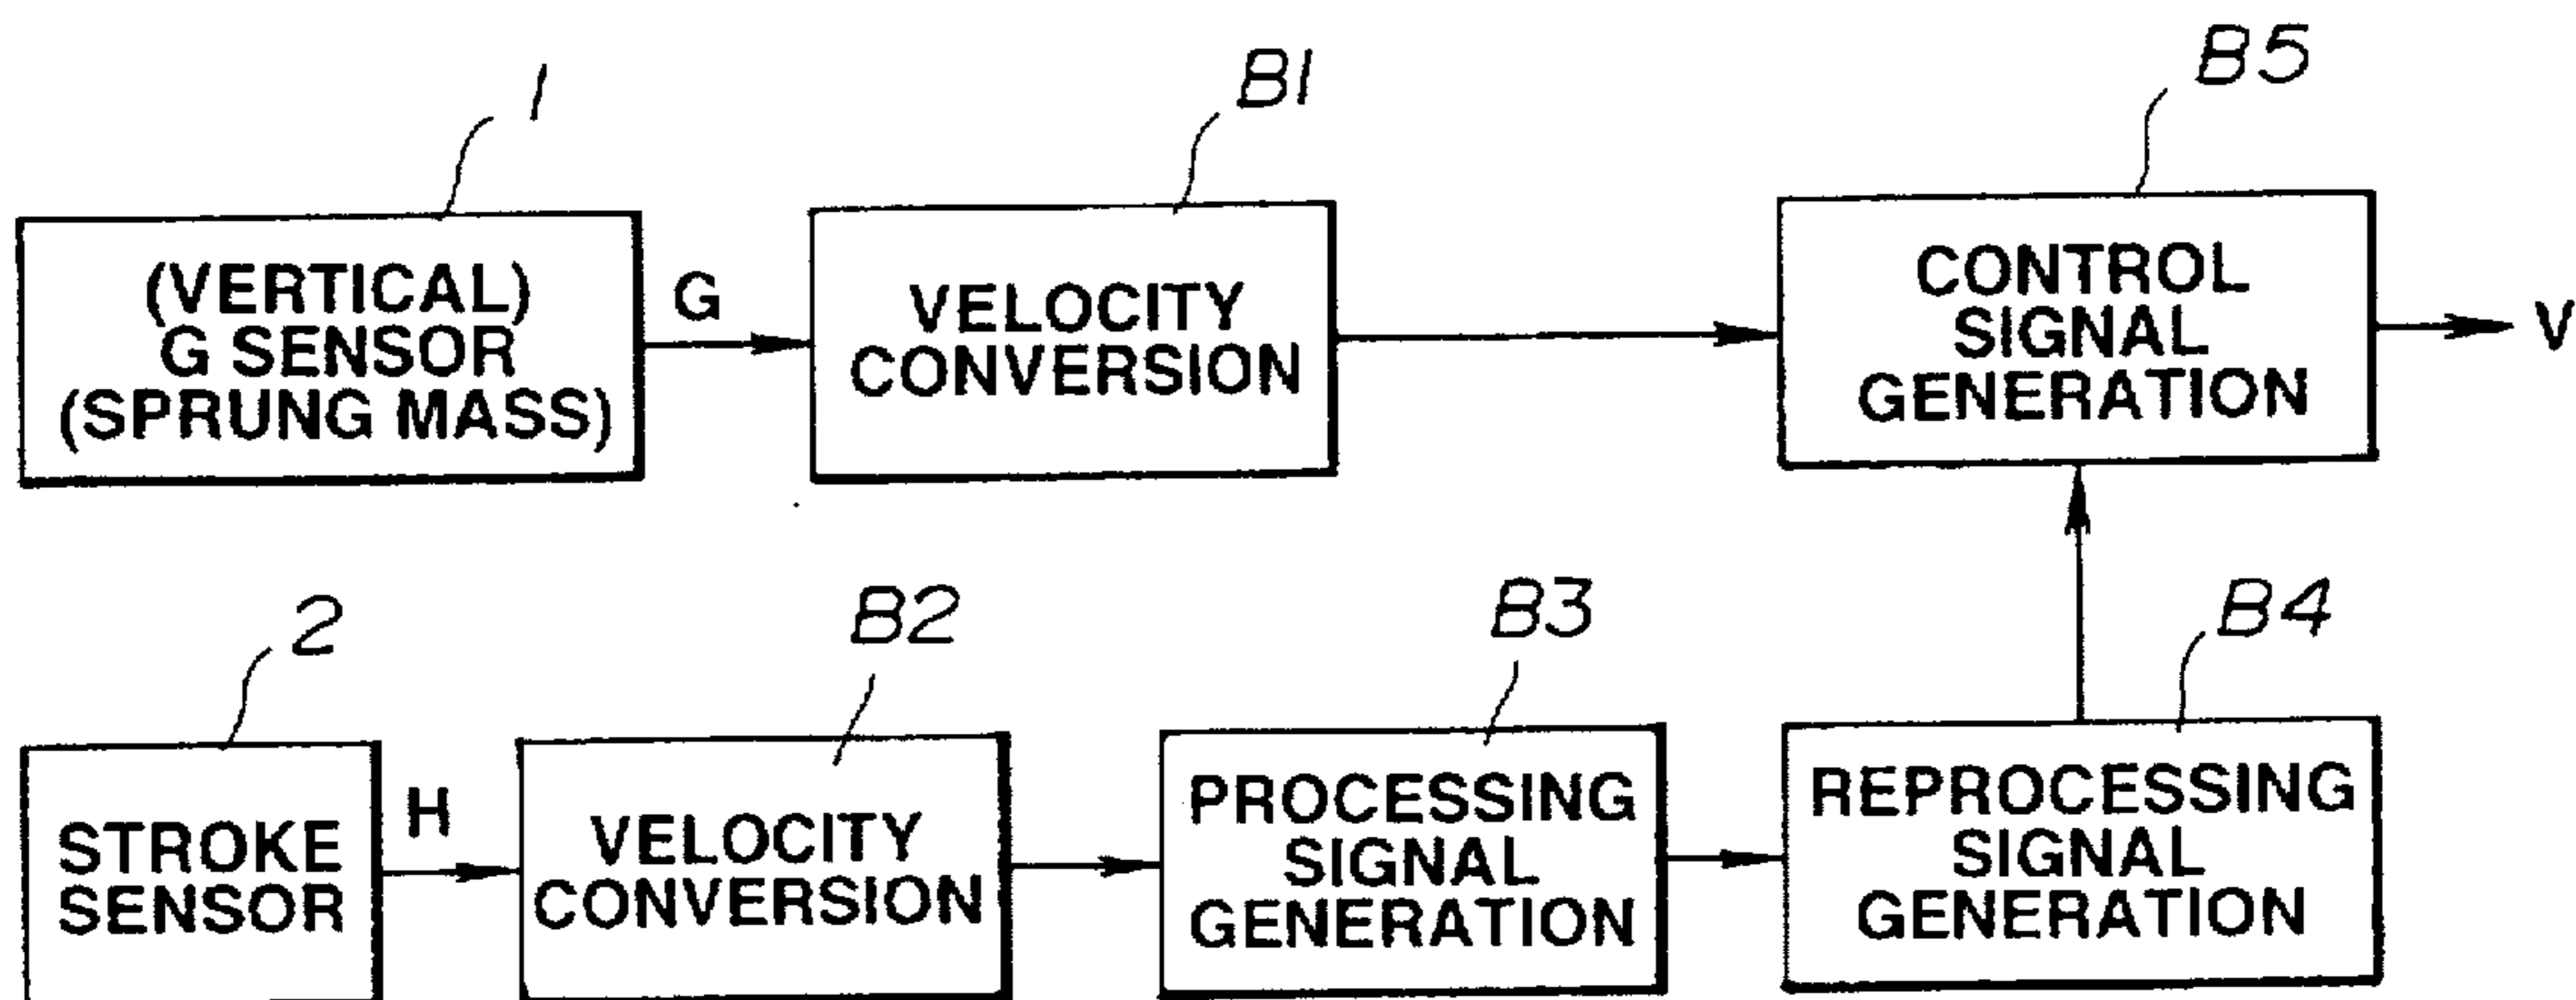 1
B1
B5
(VERTICAL)
G SENSOR
(SPRUNG MASS)
G
VELOCITY
CONVERSION
CONTROL
SIGNAL
GENERATION
V
2
B2
B3
B4
STROKE
SENSOR
H
VELOCITY
CONVERSION
PROCESSING
SIGNAL
GENERATION
REPROCESSING
SIGNAL
GENERATION